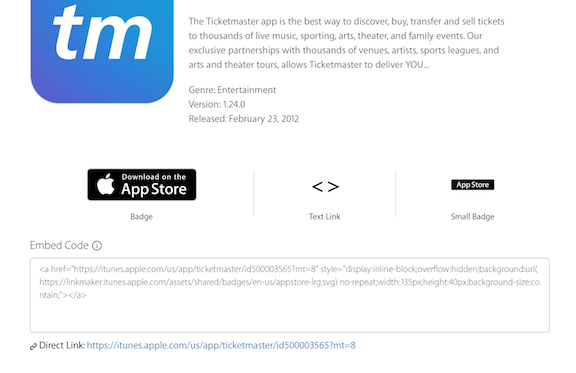 tm
The Ticketmaster app is the best way to discover, buy, transfer and sell tickets
to thousands of live music, sporting, arts, theater, and family events. Our
exclusive partnerships with thousands of venues, artists, sports leagues, and
arts and theater tours, allows Ticketmaster to deliver YOU...
Genre: Entertainment
Version: 1.24.0
Released: February 23, 2012
Download on the
App Store
Badge
< >
Text Link
App Store
Small Badge
Embed Code
<a href="https://itunes.apple.com/us/app/ticketmaster/id500003565?mt=8" style="display:inline-block;overflow:hidden;background:url(
https://linkmaker.itunes.apple.com/assets/shared/badges/en-us/appstore-lrg.svg) no-repeat;width:135px;height:40px;background-size:co
ntain;"></a>
Direct Link: https://itunes.apple.com/us/app/ticketmaster/id500003565?mt=8